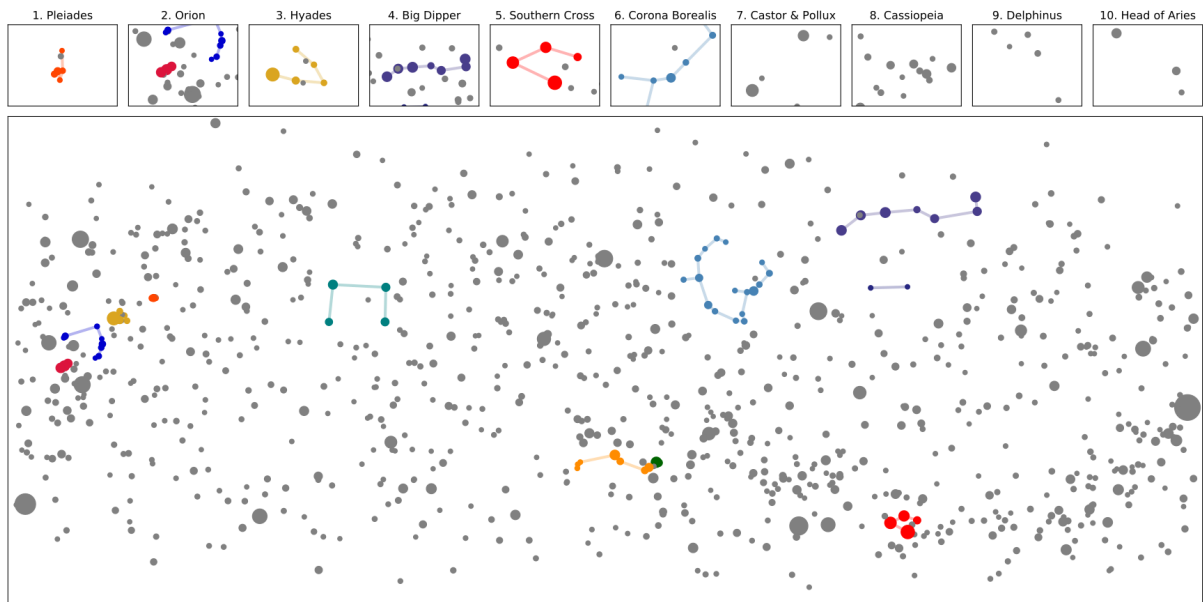 1. Pleiades
2. Orion
3. Hyades
4. Big Dipper
5. Southern Cross
6. Corona Borealis
7. Castor & Pollux
8. Cassiopeia
9. Delphinus
10. Head of Aries